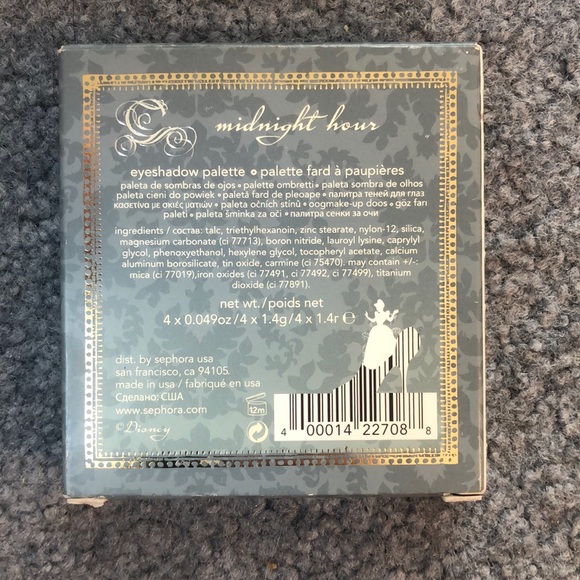 midnight hour
eyeshadow palette • palette fard à paupières
paleta de sombras de ojos • palette ombretti • paleta sombra de olhos
paleta cieni do powiek • paletă fard de pleoape • палитра теней для глаз
κασετίνα με σκιές ματιών • paleta očních stínů • oogmake-up doos • göz farı
paleti • paleta šminka za oči • палитра сенки за очи
ingredients / состав: talc, triethylhexanoin, zinc stearate, nylon-12, silica,
magnesium carbonate (ci 77713), boron nitride, lauroyl lysine, caprylyl
glycol, phenoxyethanol, hexylene glycol, tocopheryl acetate, calcium
aluminum borosilicate, tin oxide, carmine (ci 75470). may contain +/-:
mica (ci 77019),iron oxides (ci 77491, ci 77492, ci 77499), titanium
dioxide (ci 77891).
net wt./poids net
4 x 0.049oz/4 x 1.4g/4 x 1.4г ℮
dist. by sephora usa
san francisco, ca 94105.
made in usa / fabriqué en usa
Сделано: США
www.sephora.com
12m
©Disney
4 00014 22708 8